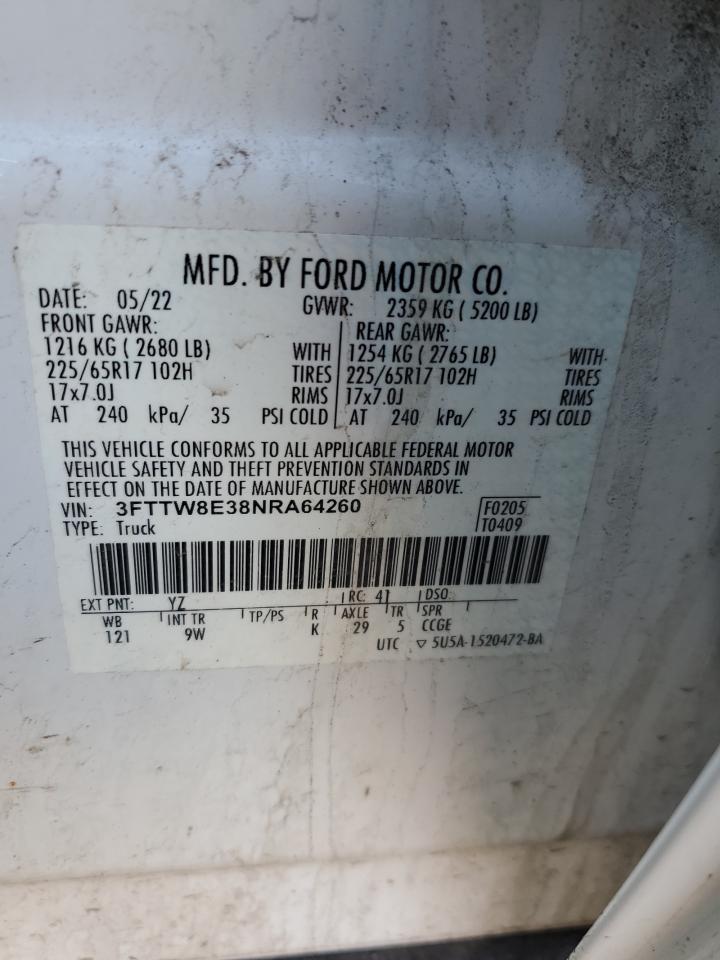 MFD. BY FORD MOTOR CO.
DATE: 05/22 GVWR: 2359 KG ( 5200 LB)
FRONT GAWR: REAR GAWR:
1216 KG ( 2680 LB) WITH 1254 KG ( 2765 LB) WITH
225/65R17 102H TIRES 225/65R17 102H TIRES
17x7.0J RIMS 17x7.0J RIMS
AT 240 kPa/ 35 PSI COLD AT 240 kPa/ 35 PSI COLD
THIS VEHICLE CONFORMS TO ALL APPLICABLE FEDERAL MOTOR
VEHICLE SAFETY AND THEFT PREVENTION STANDARDS IN
EFFECT ON THE DATE OF MANUFACTURE SHOWN ABOVE.
VIN: 3FTTW8E38NRA64260 F0205
TYPE: Truck T0409
EXT PNT: YZ RC: 41 DSO:
WB INT TR TP/PS R AXLE TR SPR
121 9W K 29 5 CCGE
UTC ▽ 5U5A-1520472-BA